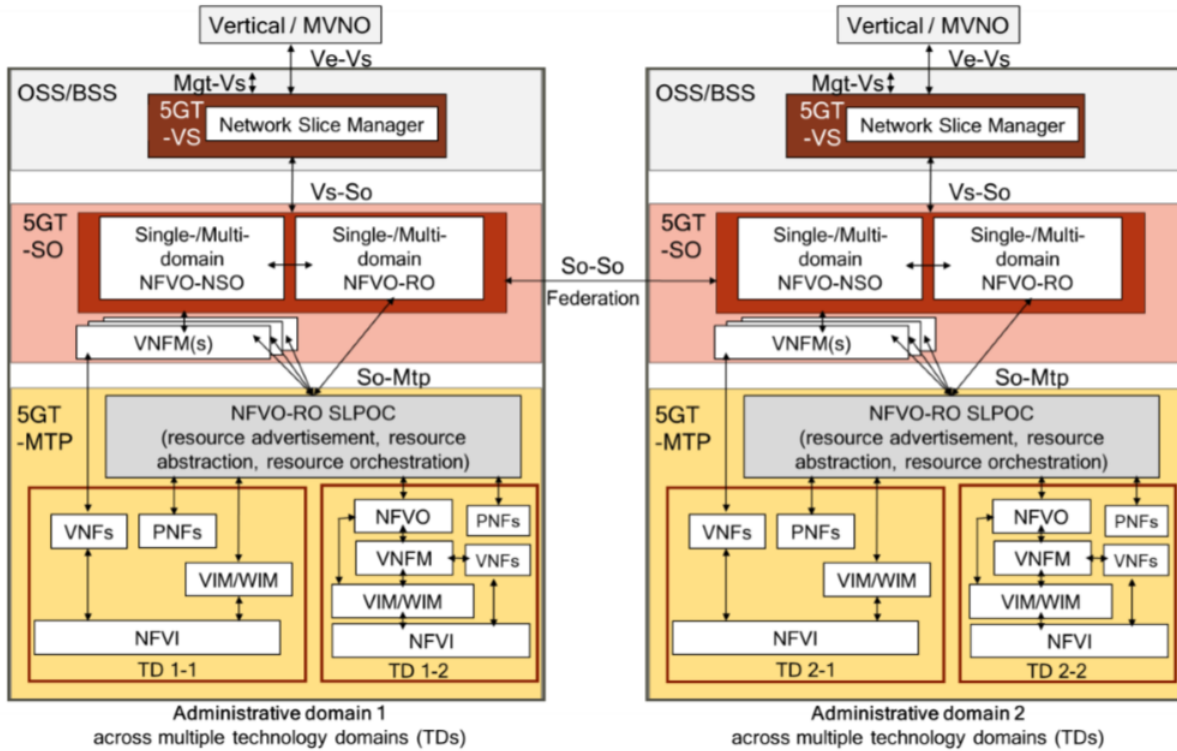 Vertical / MVNO
Ve-Vs
OSS/BSS
Mgt-Vs
5GT
-VS
Network Slice Manager
Vs-So
5GT
-SO
Single-/Multi-
domain
NFVO-NSO
Single-/Multi-
domain
NFVO-RO
VNFM(s)
So-Mtp
5GT
-MTP
NFVO-RO SLPOC
(resource advertisement, resource
abstraction, resource orchestration)
VNFs
PNFs
VIM/WIM
NFVI
TD 1-1
NFVO
PNFs
VNFM
VNFs
VIM/WIM
NFVI
TD 1-2
Administrative domain 1
across multiple technology domains (TDs)
So-So
Federation
Vertical / MVNO
Ve-Vs
OSS/BSS
Mgt-Vs
5GT
-VS
Network Slice Manager
Vs-So
5GT
-SO
Single-/Multi-
domain
NFVO-NSO
Single-/Multi-
domain
NFVO-RO
VNFM(s)
So-Mtp
5GT
-MTP
NFVO-RO SLPOC
(resource advertisement, resource
abstraction, resource orchestration)
VNFs
PNFs
VIM/WIM
NFVI
TD 2-1
NFVO
PNFs
VNFM
VNFs
VIM/WIM
NFVI
TD 2-2
Administrative domain 2
across multiple technology domains (TDs)